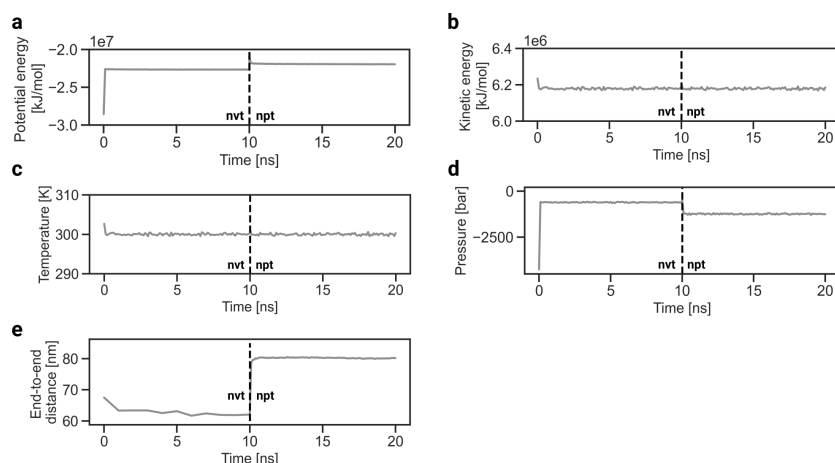 a
1e7
Potential energy
[kJ/mol]
−2.0
−2.5
−3.0
nvt npt
0 5 10 15 20
Time [ns]
b
1e6
Kinetic energy
[kJ/mol]
6.4
6.2
6.0
nvt npt
0 5 10 15 20
Time [ns]
c
Temperature [K]
310
300
290
nvt npt
0 5 10 15 20
Time [ns]
d
Pressure [bar]
0
−2500
nvt npt
0 5 10 15 20
Time [ns]
e
End-to-end
distance [nm]
80
70
60
nvt npt
0 5 10 15 20
Time [ns]